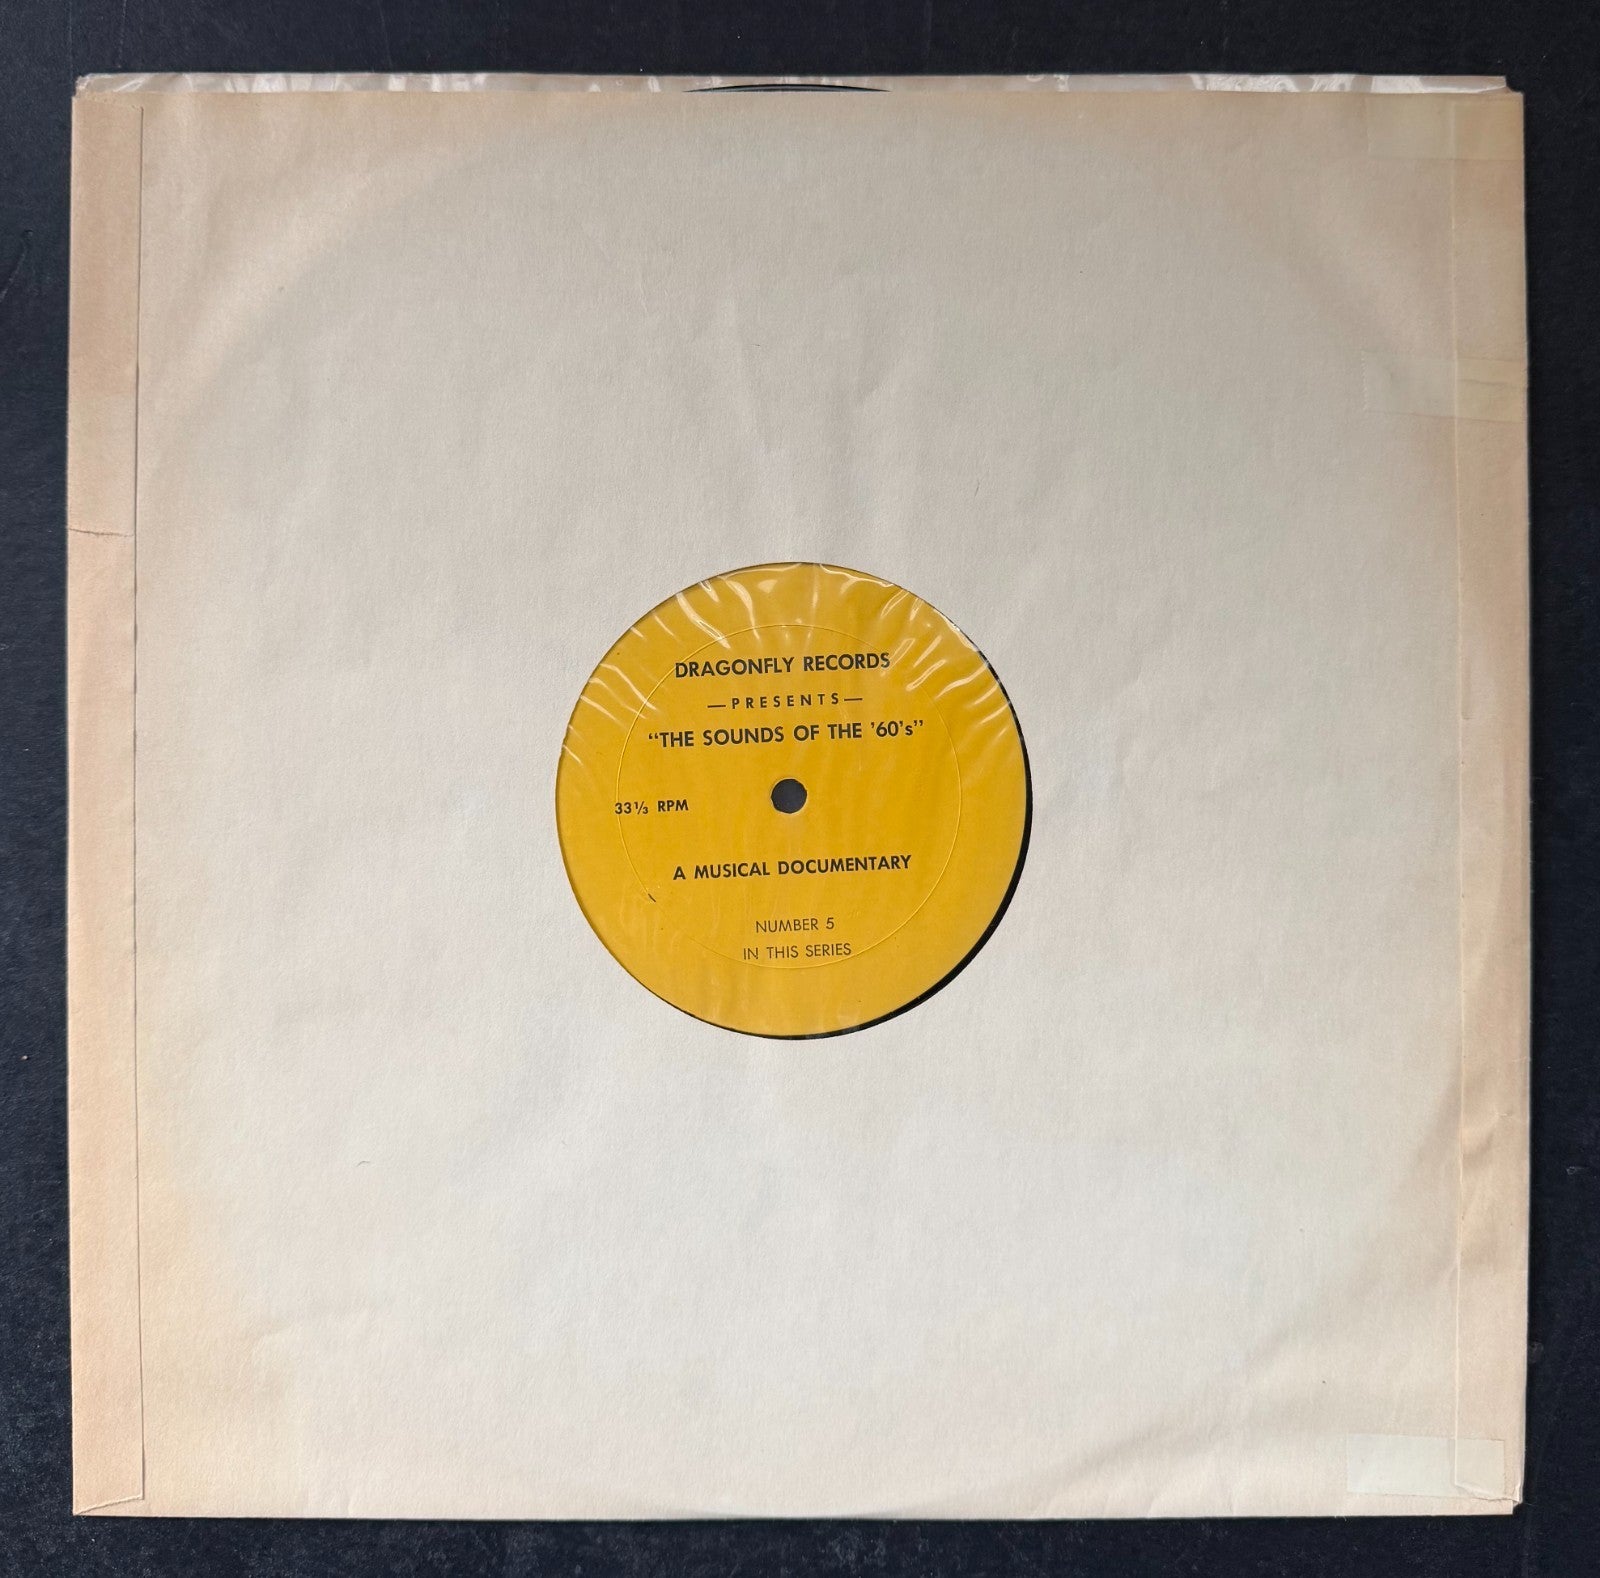 DRAGONFLY RECORDS
—PRESENTS—
“THE SOUNDS OF THE ’60’s”
33⅓ RPM
A MUSICAL DOCUMENTARY
NUMBER 5
IN THIS SERIES